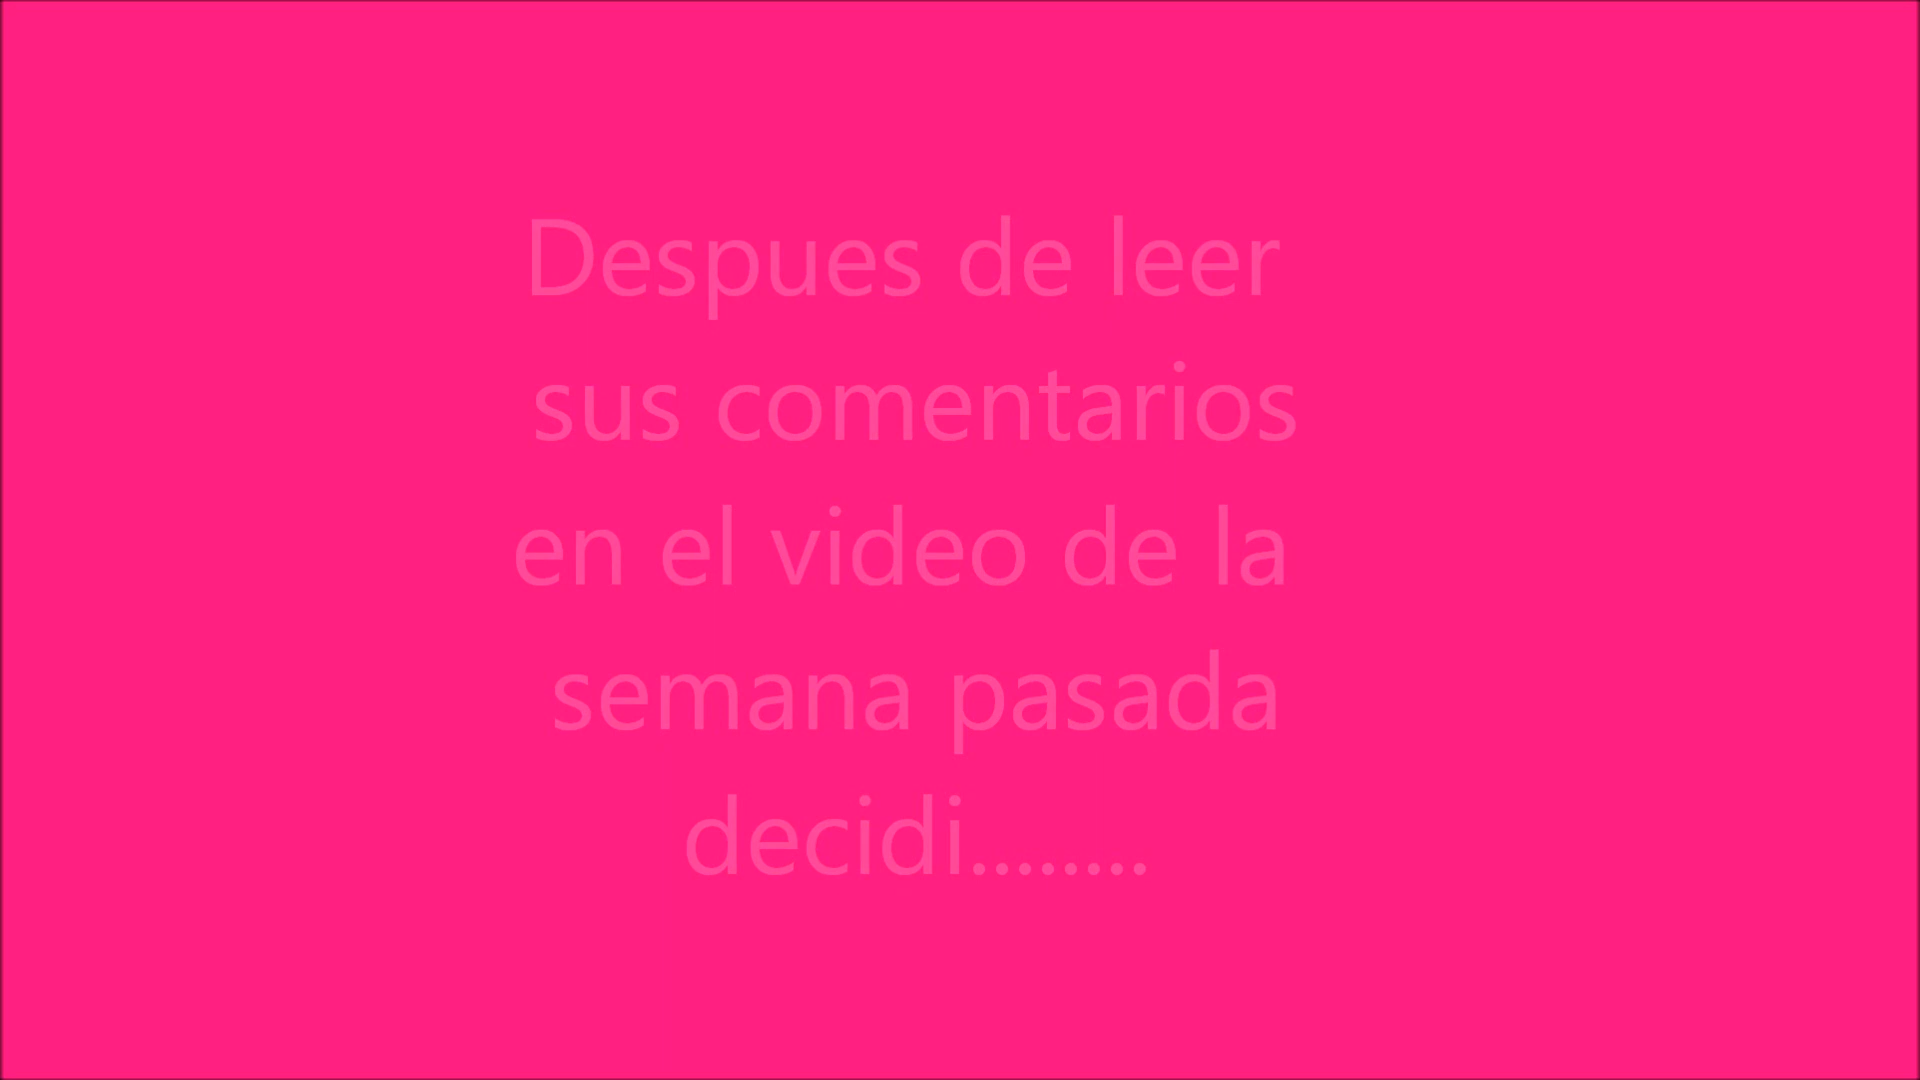 Despues de leer
sus comentarios
en el video de la
semana pasada
decidi........